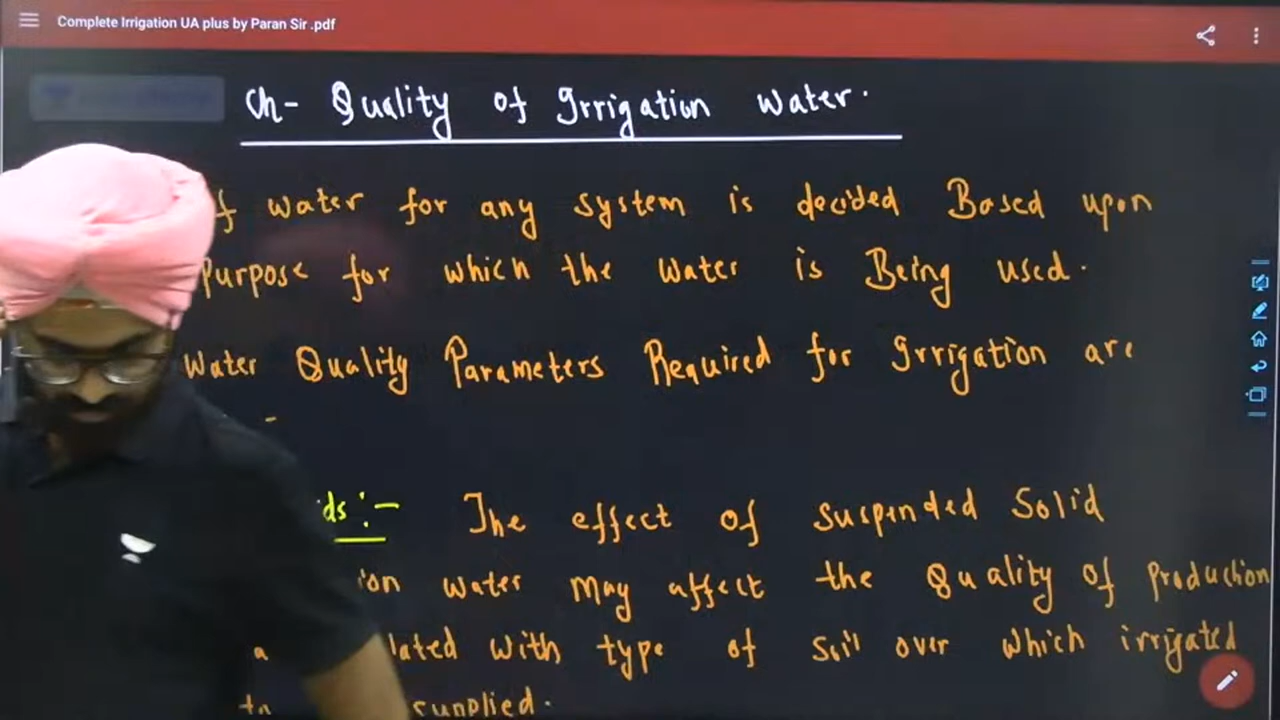 Complete Irrigation UA plus by Paran Sir .pdf
Ch- Quality of Irrigation Water.
of water for any system is decided Based upon
Purpose for which the water is Being used.
Water Quality Parameters Required for Irrigation are
ds:- The effect of suspended Solid
ion water may affect the Quality of production
a lated with type of soil over which irrigated
supplied.